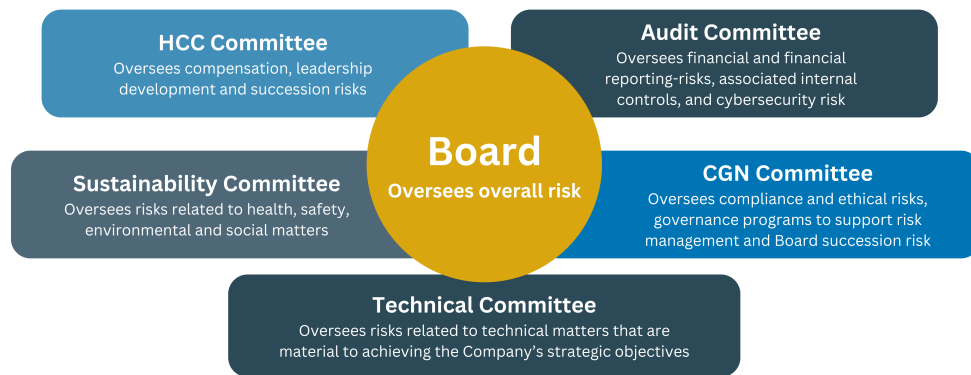 HCC Committee
Oversees compensation, leadership
development and succession risks
Audit Committee
Oversees financial and financial
reporting-risks, associated internal
controls, and cybersecurity risk
Board
Oversees overall risk
Sustainability Committee
Oversees risks related to health, safety,
environmental and social matters
CGN Committee
Oversees compliance and ethical risks,
governance programs to support risk
management and Board succession risk
Technical Committee
Oversees risks related to technical matters that are
material to achieving the Company’s strategic objectives